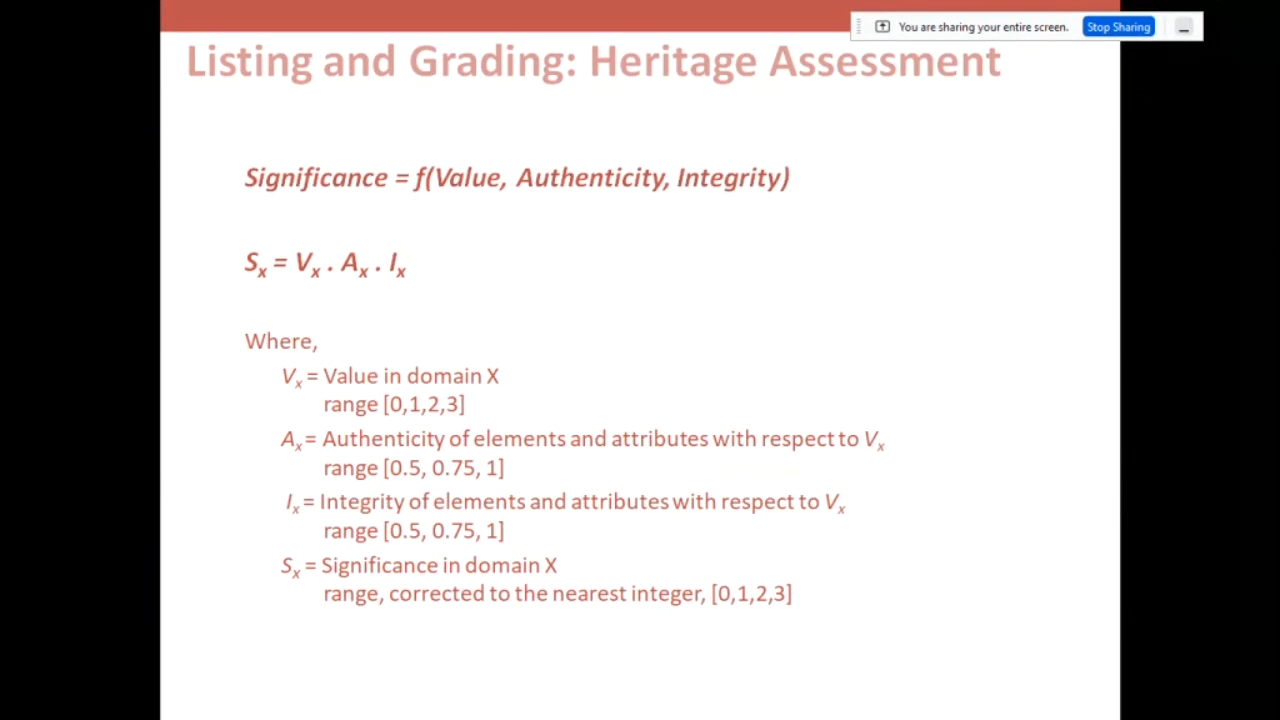 You are sharing your entire screen. Stop Sharing
Listing and Grading: Heritage Assessment
Significance = f(Value, Authenticity, Integrity)
Sx = Vx . Ax . Ix
Where,
Vx = Value in domain X
range [0,1,2,3]
Ax = Authenticity of elements and attributes with respect to Vx
range [0.5, 0.75, 1]
Ix = Integrity of elements and attributes with respect to Vx
range [0.5, 0.75, 1]
Sx = Significance in domain X
range, corrected to the nearest integer, [0,1,2,3]